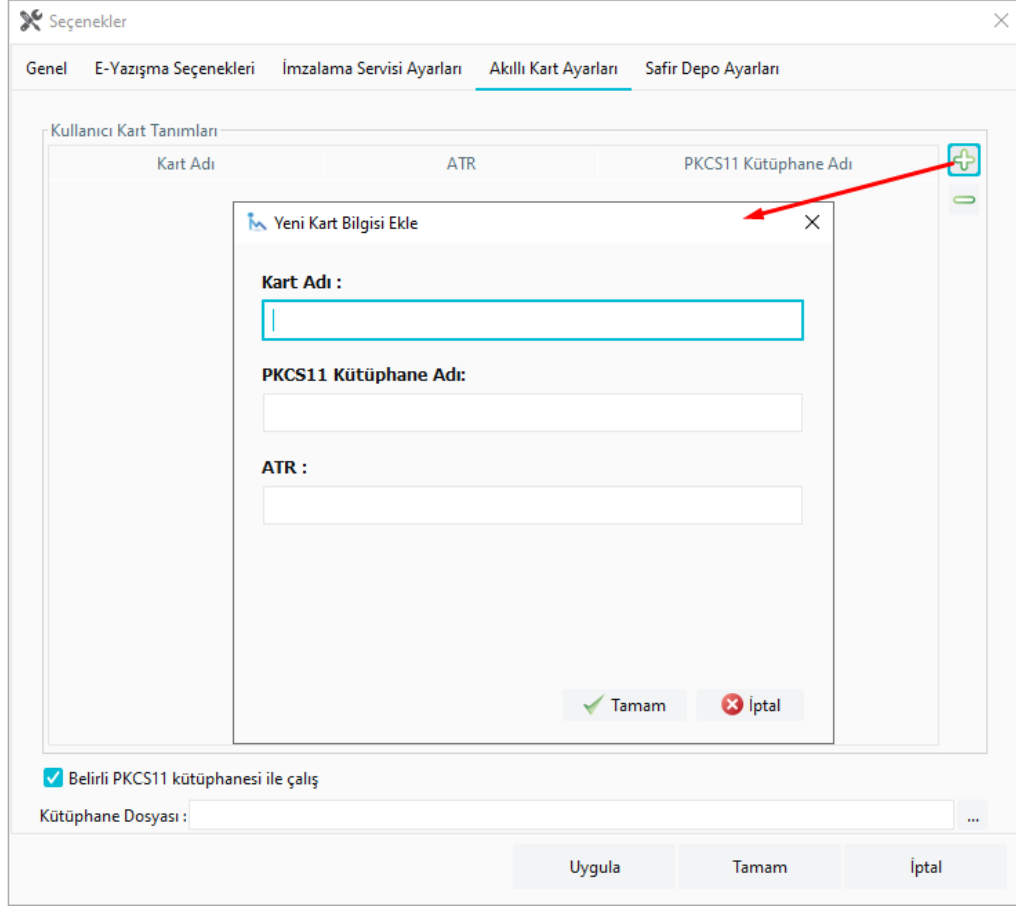 Seçenekler
Genel E-Yazışma Seçenekleri İmzalama Servisi Ayarları Akıllı Kart Ayarları Safir Depo Ayarları
Kullanıcı Kart Tanımları
Kart Adı ATR PKCS11 Kütüphane Adı
Yeni Kart Bilgisi Ekle
Kart Adı :
PKCS11 Kütüphane Adı:
ATR :
Tamam İptal
Belirli PKCS11 kütüphanesi ile çalış
Kütüphane Dosyası : ...
Uygula Tamam İptal